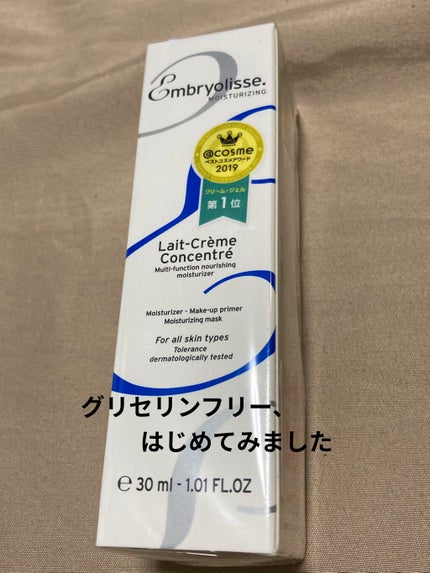 Embryolisse.
MOISTURIZING
@cosme
ベストコスメアワード
2019
クリーム・ジェル
第1位
Lait-Crème
Concentré
Multi-function nourishing
moisturizer
Moisturizer - Make-up primer
Moisturizing mask
For all skin types
Tolerance
dermatologically tested
グリセリンフリー、
はじめてみました
℮ 30 ml - 1.01 FL.OZ